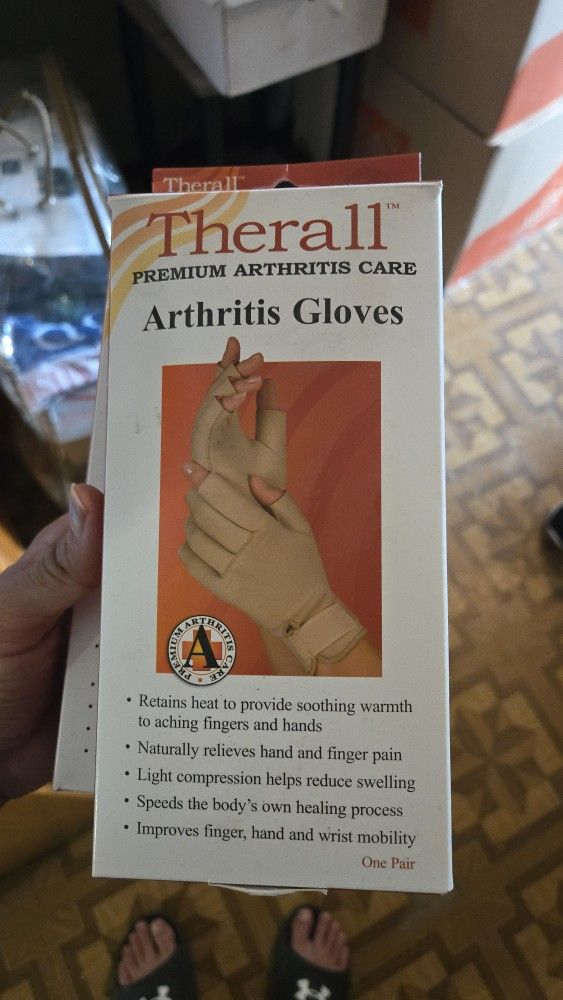 Therall™
Therall™
PREMIUM ARTHRITIS CARE
Arthritis Gloves
PREMIUM ARTHRITIS CARE
A
• Retains heat to provide soothing warmth
to aching fingers and hands
• Naturally relieves hand and finger pain
• Light compression helps reduce swelling
• Speeds the body's own healing process
• Improves finger, hand and wrist mobility
One Pair